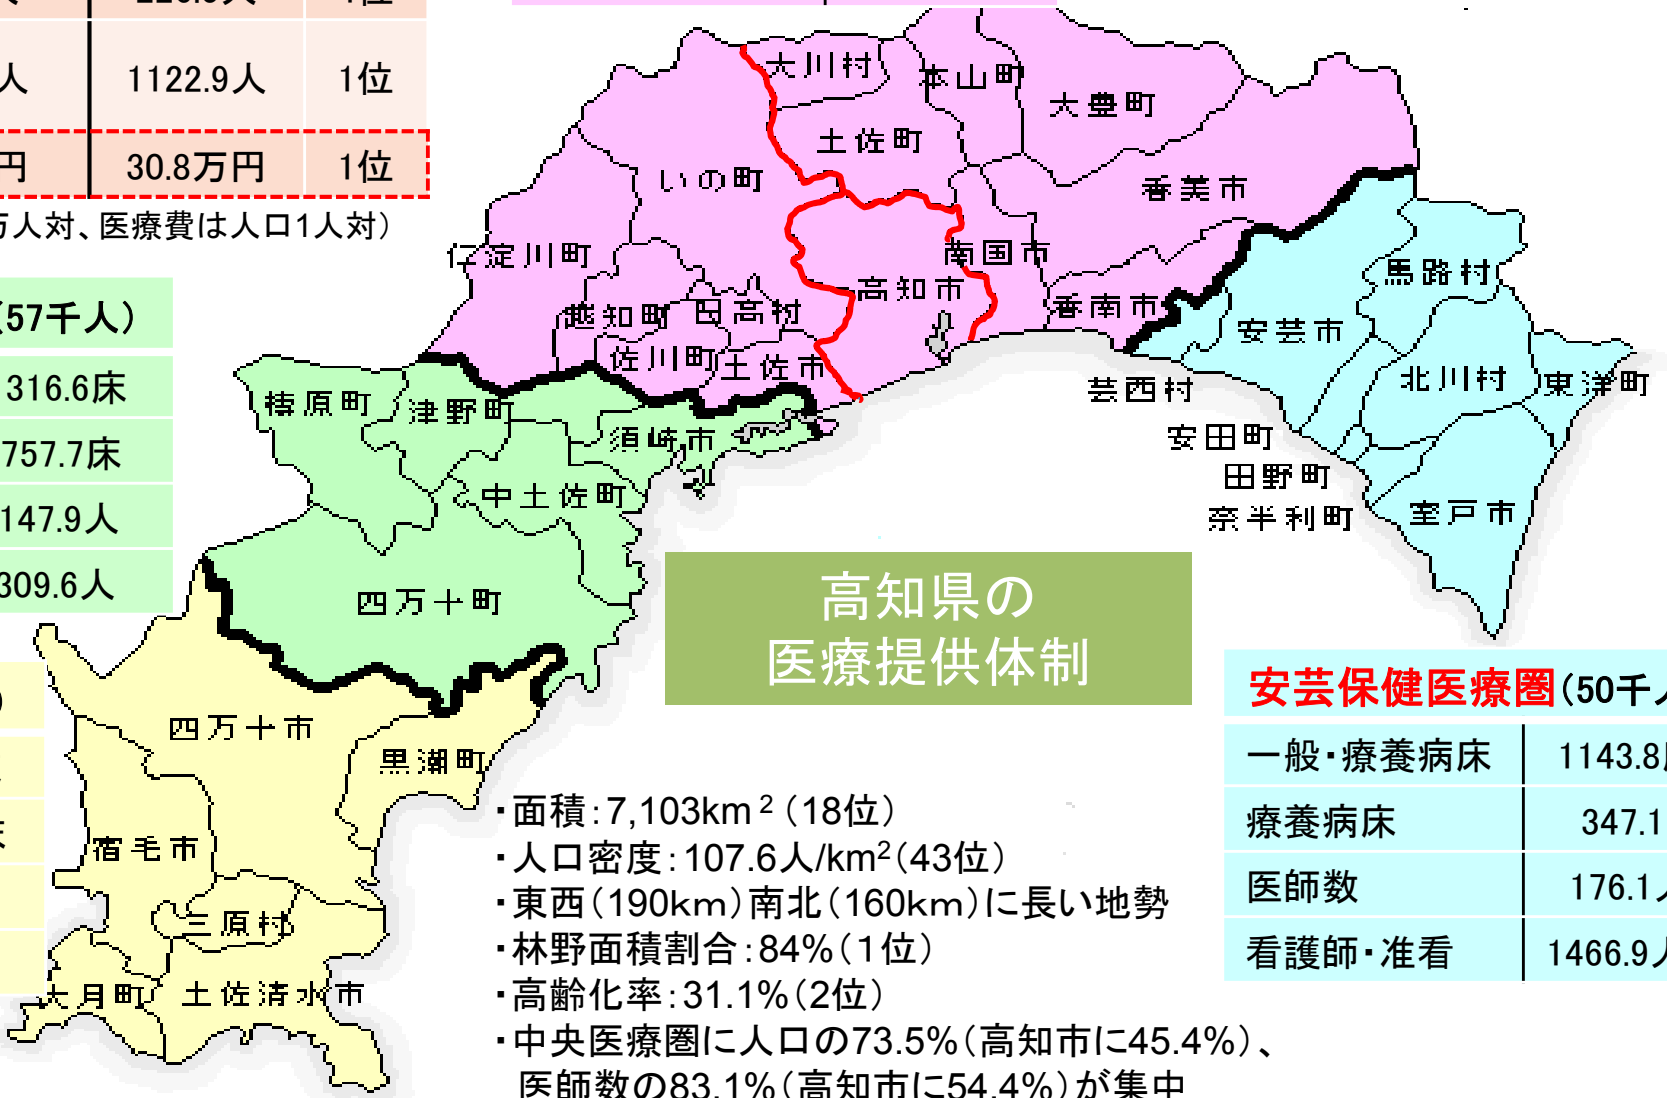 1122.9人 1位
円 30.8万円 1位
万人対、医療費は人口1人対）
（57千人）
316.6床
757.7床
147.9人
309.6人
大川村
本山町
大豊町
土佐町
いの町
香美市
仁淀川町
南国市
高知市
越知町
日高村
香南市
佐川町
土佐市
馬路村
安芸市
北川村
東洋町
芸西村
安田町
田野町
奈半利町
室戸市
梼原町
津野町
須崎市
中土佐町
四万十町
四万十市
黒潮町
宿毛市
三原村
大月町
土佐清水市
高知県の
医療提供体制
安芸保健医療圏（50千人
一般・療養病床 1143.8
療養病床 347.1
医師数 176.1人
看護師・准看 1466.9人
・面積：7,103km²（18位）
・人口密度：107.6人/km²（43位）
・東西（190km）南北（160km）に長い地勢
・林野面積割合：84%（1位）
・高齢化率：31.1%（2位）
・中央医療圏に人口の73.5%（高知市に45.4%）、
医師数の83.1%（高知市に54.4%）が集中